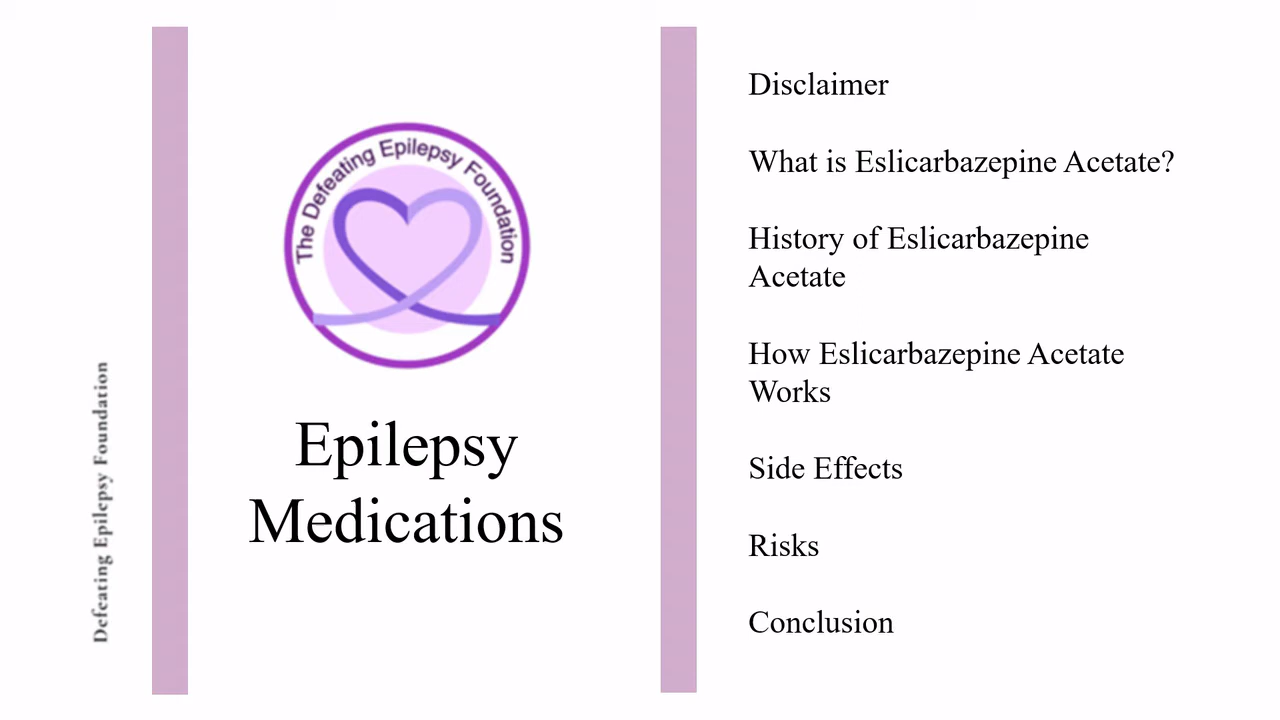 Defeating Epilepsy Foundation
The Defeating Epilepsy Foundation
Epilepsy
Medications
Disclaimer
What is Eslicarbazepine Acetate?
History of Eslicarbazepine
Acetate
How Eslicarbazepine Acetate
Works
Side Effects
Risks
Conclusion